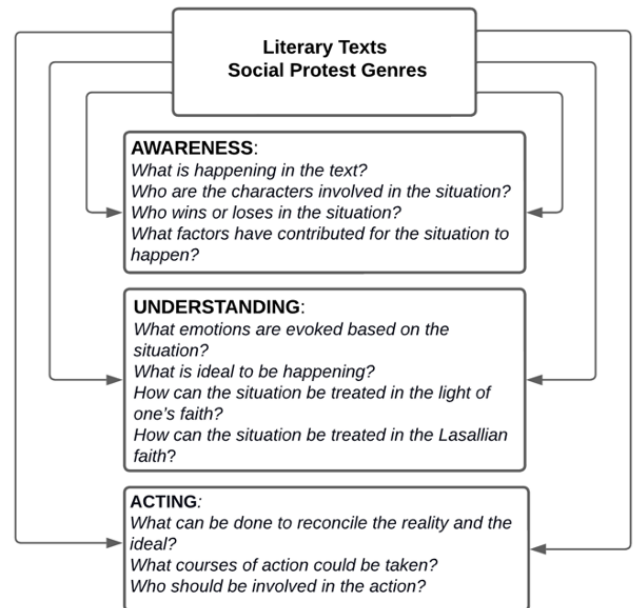 Literary Texts
Social Protest Genres
AWARENESS:
What is happening in the text?
Who are the characters involved in the situation?
Who wins or loses in the situation?
What factors have contributed for the situation to
happen?
UNDERSTANDING:
What emotions are evoked based on the
situation?
What is ideal to be happening?
How can the situation be treated in the light of
one's faith?
How can the situation be treated in the Lasallian
faith?
ACTING:
What can be done to reconcile the reality and the
ideal?
What courses of action could be taken?
Who should be involved in the action?